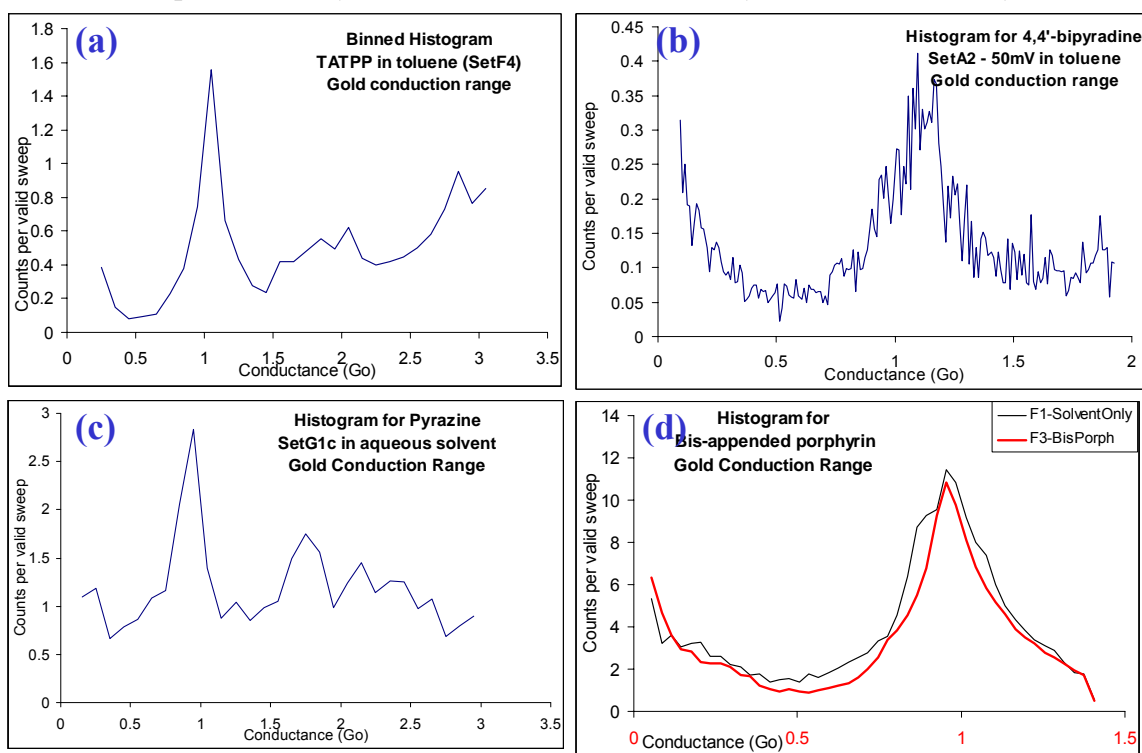 (a)
Binned Histogram
TATPP in toluene (SetF4)
Gold conduction range
Counts per valid sweep
1.8
1.6
1.4
1.2
1
0.8
0.6
0.4
0.2
0
0 0.5 1 1.5 2 2.5 3 3.5
Conductance (Go)
(b)
Histogram for 4,4'-bipyradine
SetA2 - 50mV in toluene
Gold conduction range
Counts per valid sweep
0.45
0.4
0.35
0.3
0.25
0.2
0.15
0.1
0.05
0
0 0.5 1 1.5 2
Conductance (Go)
(c)
Histogram for Pyrazine
SetG1c in aqueous solvent
Gold Conduction Range
Counts per valid sweep
3
2.5
2
1.5
1
0.5
0
0 0.5 1 1.5 2 2.5 3 3.5
Conductance (Go)
(d)
Histogram for
Bis-appended porphyrin
Gold Conduction Range
F1-SolventOnly
F3-BisPorph
Counts per valid sweep
14
12
10
8
6
4
2
0
0 0.5 1 1.5
Conductance (Go)